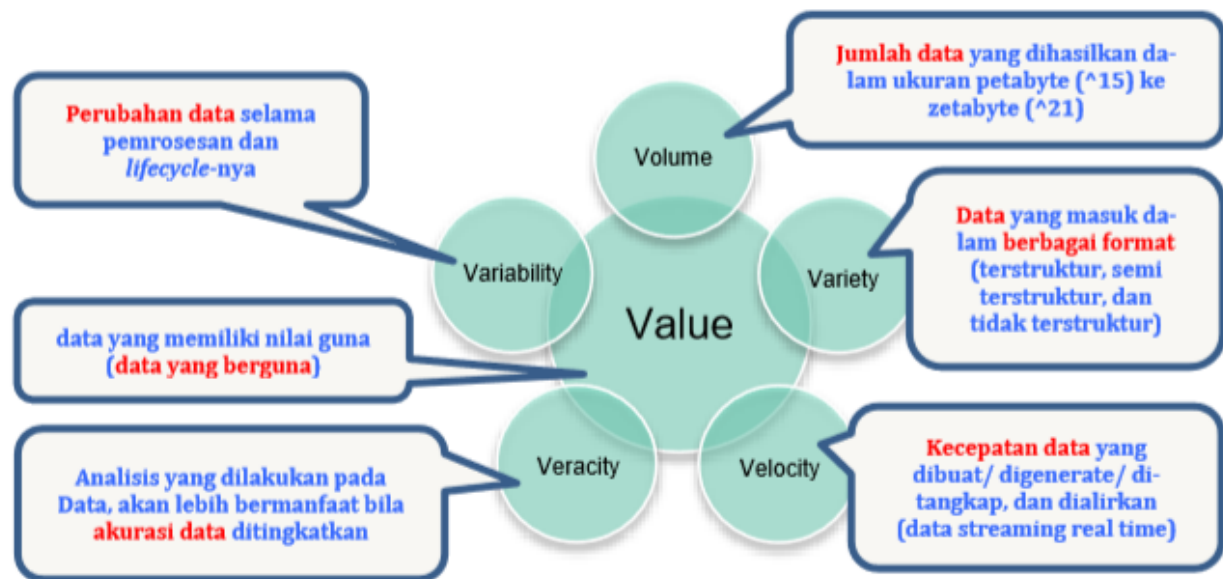 Jumlah data yang dihasilkan da-
lam ukuran petabyte (^15) ke
zetabyte (^21)
Perubahan data selama
pemrosesan dan
lifecycle-nya
Volume
Data yang masuk da-
lam berbagai format
(terstruktur, semi
terstruktur, dan
tidak terstruktur)
Variability
Variety
Value
data yang memiliki nilai guna
(data yang berguna)
Analisis yang dilakukan pada
Data, akan lebih bermanfaat bila
akurasi data ditingkatkan
Veracity
Velocity
Kecepatan data yang
dibuat/ digenerate/ di-
tangkap, dan dialirkan
(data streaming real time)